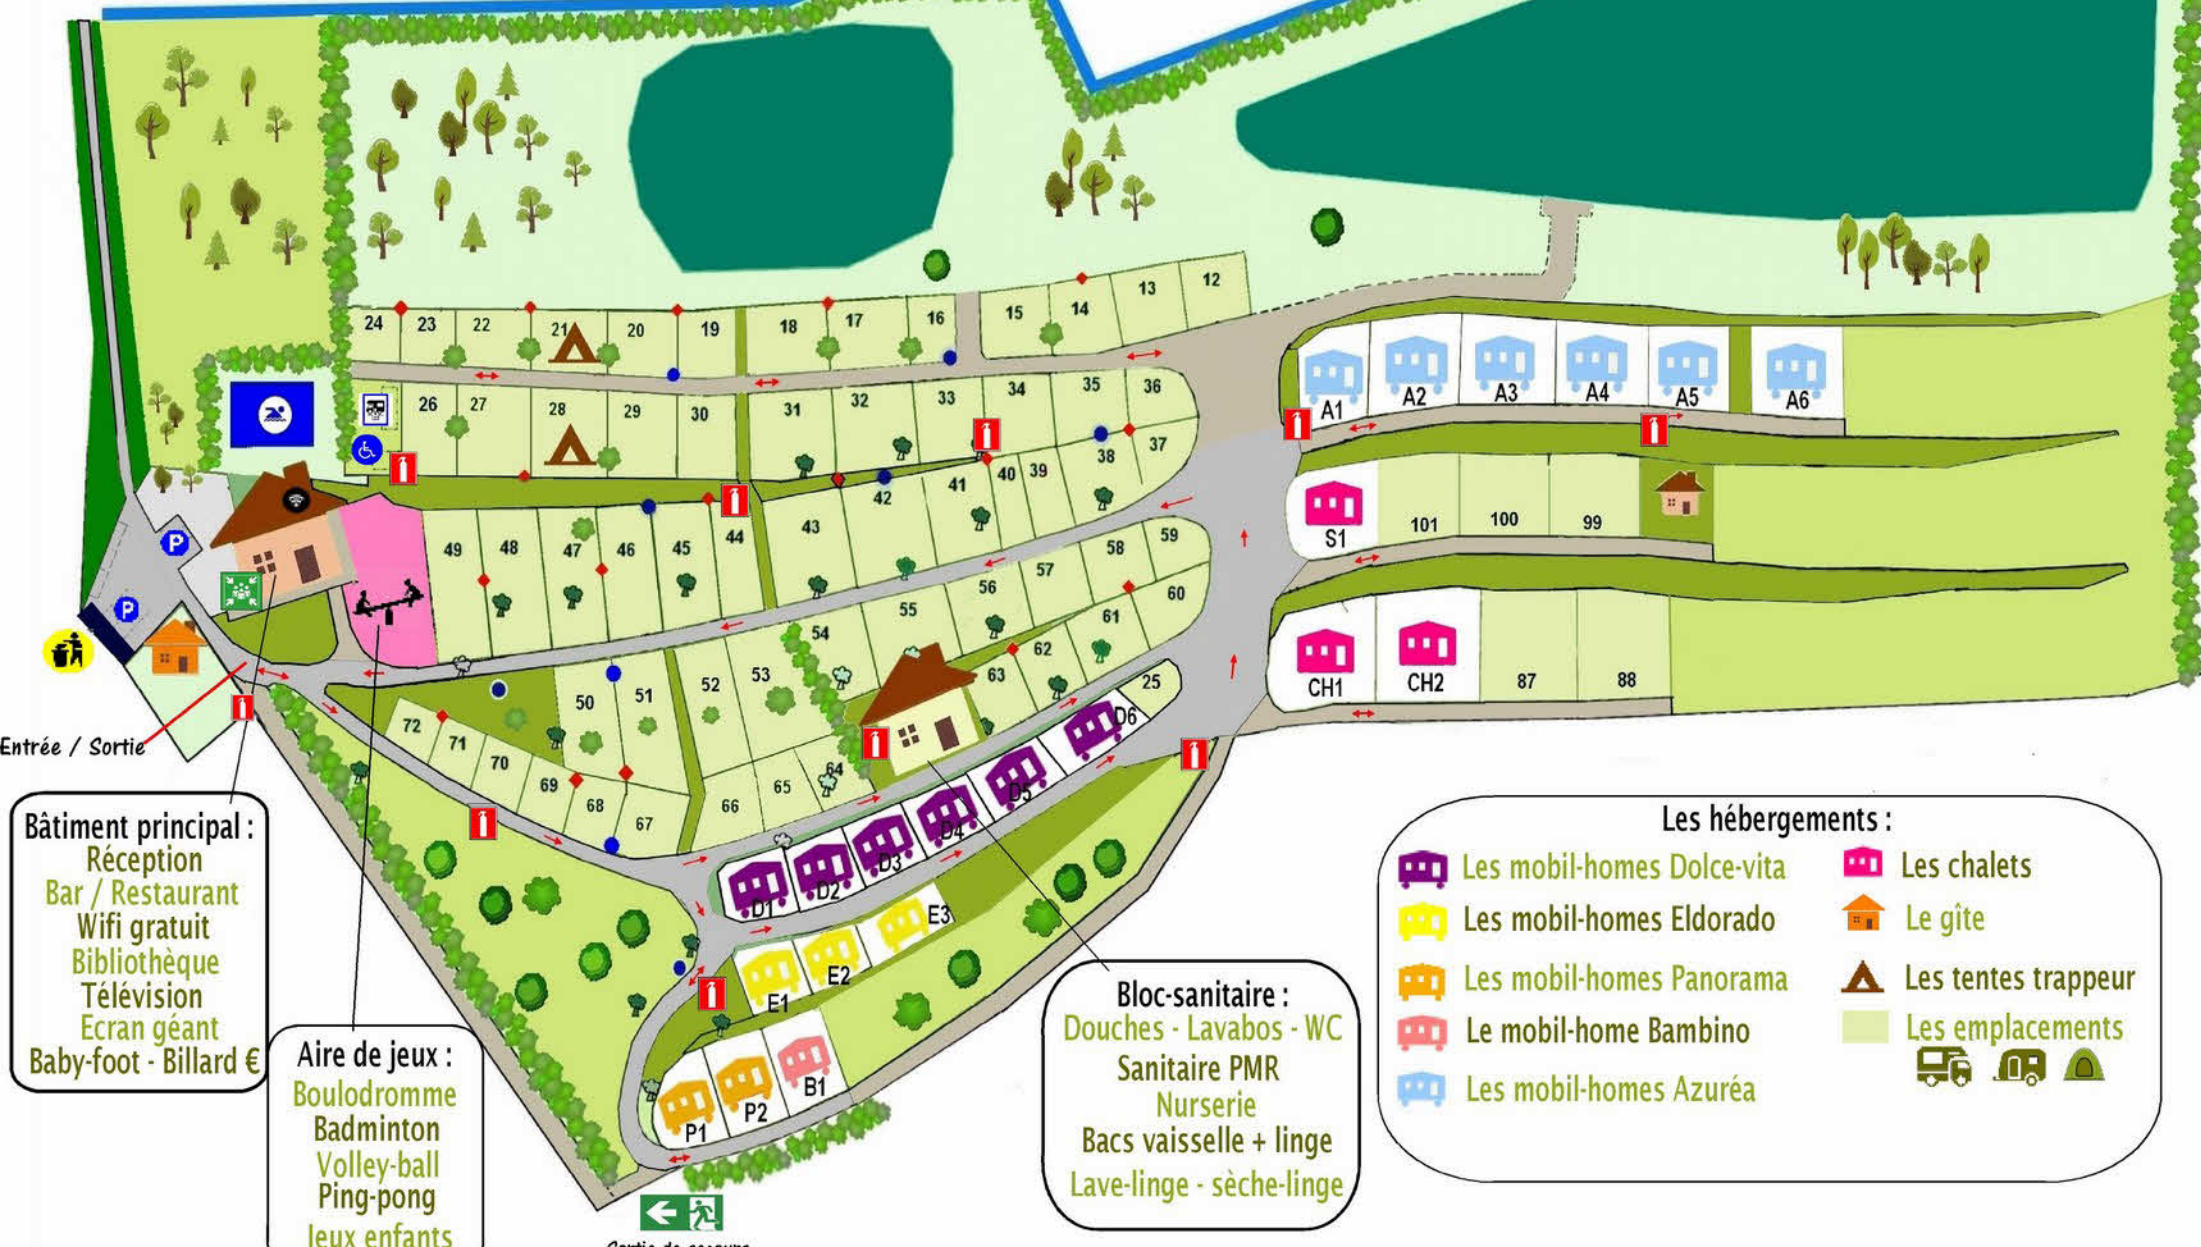 12
13
14
15
16
17
18
19
20
21
22
23
24
26
27
28
29
30
31
32
33
34
35
36
37
38
39
40
41
42
43
44
45
46
47
48
49
A1
A2
A3
A4
A5
A6
S1
101
100
99
CH1
CH2
87
88
59
58
57
56
55
54
53
52
51
50
60
61
62
63
64
65
66
67
68
69
70
71
72
25
D6
D5
D4
D3
D2
D1
E3
E2
E1
B1
P2
P1
P
P
Entrée / Sortie
Bâtiment principal :
Réception
Bar / Restaurant
Wifi gratuit
Bibliothèque
Télévision
Ecran géant
Baby-foot - Billard €
Aire de jeux :
Boulodromme
Badminton
Volley-ball
Ping-pong
Jeux enfants
Bloc-sanitaire :
Douches - Lavabos - WC
Sanitaire PMR
Nurserie
Bacs vaisselle + linge
Lave-linge - sèche-linge
Les hébergements :
Les mobil-homes Dolce-vita
Les mobil-homes Eldorado
Les mobil-homes Panorama
Le mobil-home Bambino
Les mobil-homes Azuréa
Les chalets
Le gîte
Les tentes trappeur
Les emplacements